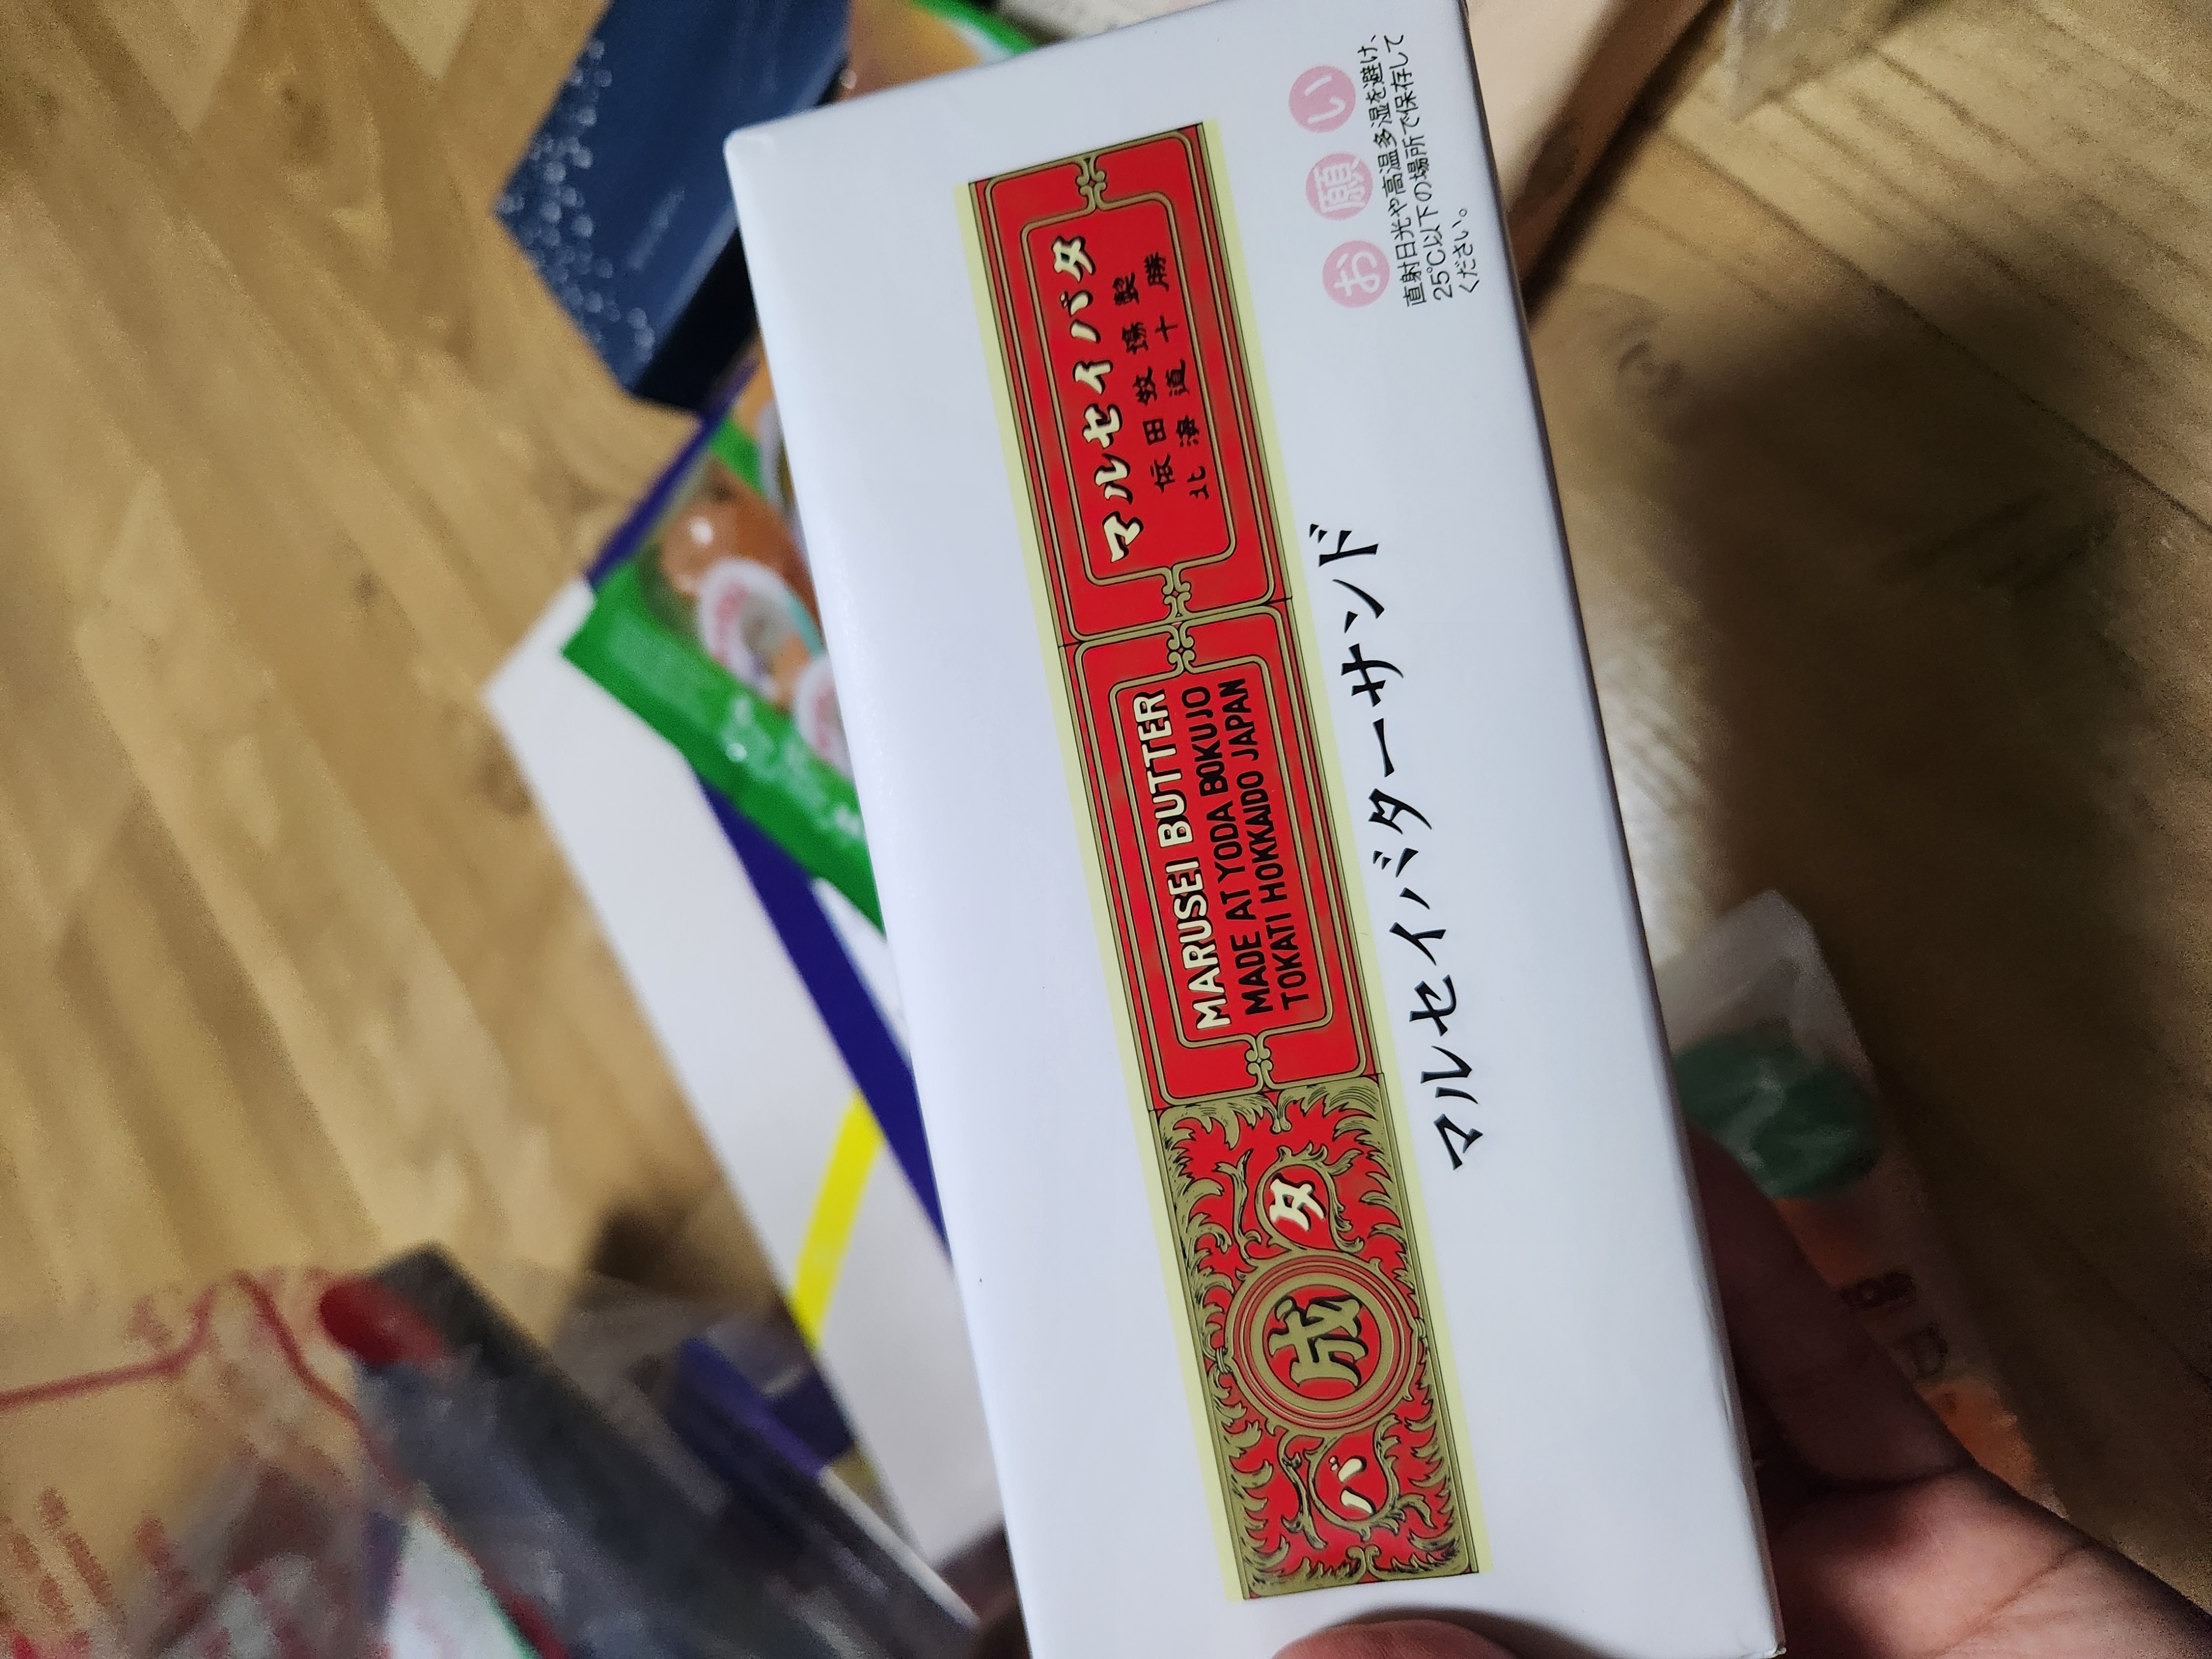 バ成タ
MARUSEI BUTTER
MADE AT YODA BOKUJO
TOKATI HOKKAIDO JAPAN
マルセイバタ
依田牧場製
北海道十勝
マルセイバターサンド
お願い
直射日光や高温多湿を避け、
25℃以下の場所で保存して
ください。